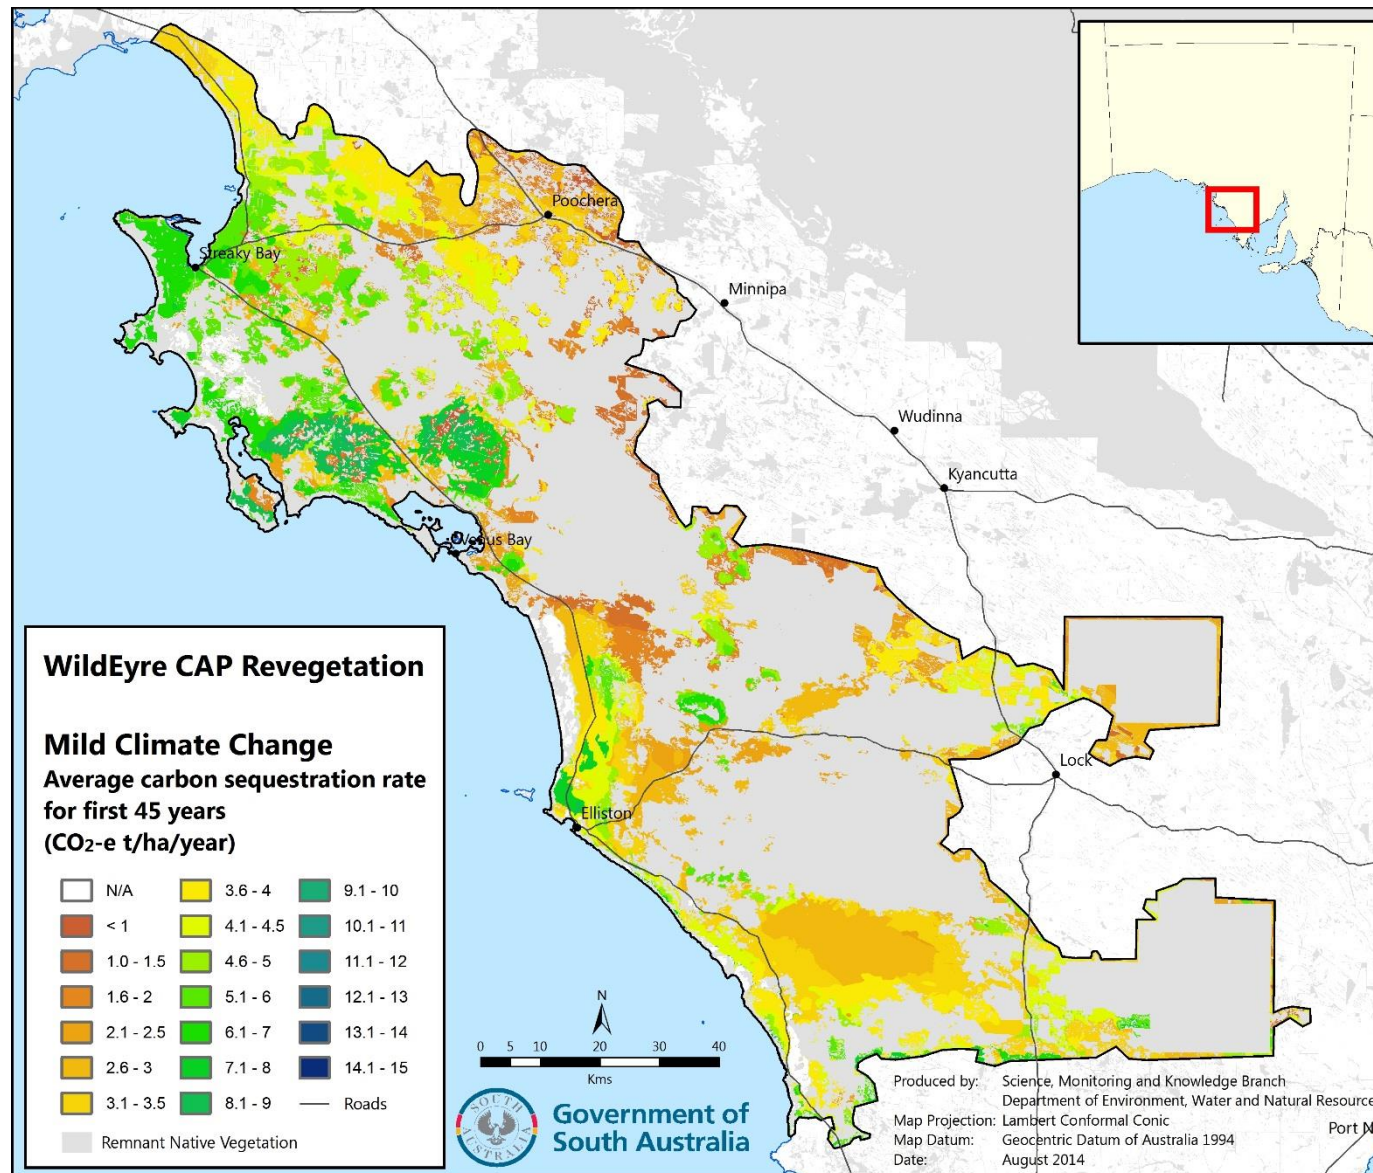 Poochera
Streaky Bay
Minnipa
Wudinna
Kyancutta
Venus Bay
Lock
Elliston
WildEyre CAP Revegetation
Mild Climate Change
Average carbon sequestration rate
for first 45 years
(CO2-e t/ha/year)
N/A
< 1
1.0 - 1.5
1.6 - 2
2.1 - 2.5
2.6 - 3
3.1 - 3.5
3.6 - 4
4.1 - 4.5
4.6 - 5
5.1 - 6
6.1 - 7
7.1 - 8
8.1 - 9
9.1 - 10
10.1 - 11
11.1 - 12
12.1 - 13
13.1 - 14
14.1 - 15
Roads
Remnant Native Vegetation
N
0 5 10 20 30 40
Kms
SOUTH AUSTRALIA
Government of
South Australia
Produced by: Science, Monitoring and Knowledge Branch
Department of Environment, Water and Natural Resource
Map Projection: Lambert Conformal Conic
Map Datum: Geocentric Datum of Australia 1994
Date: August 2014
Port N